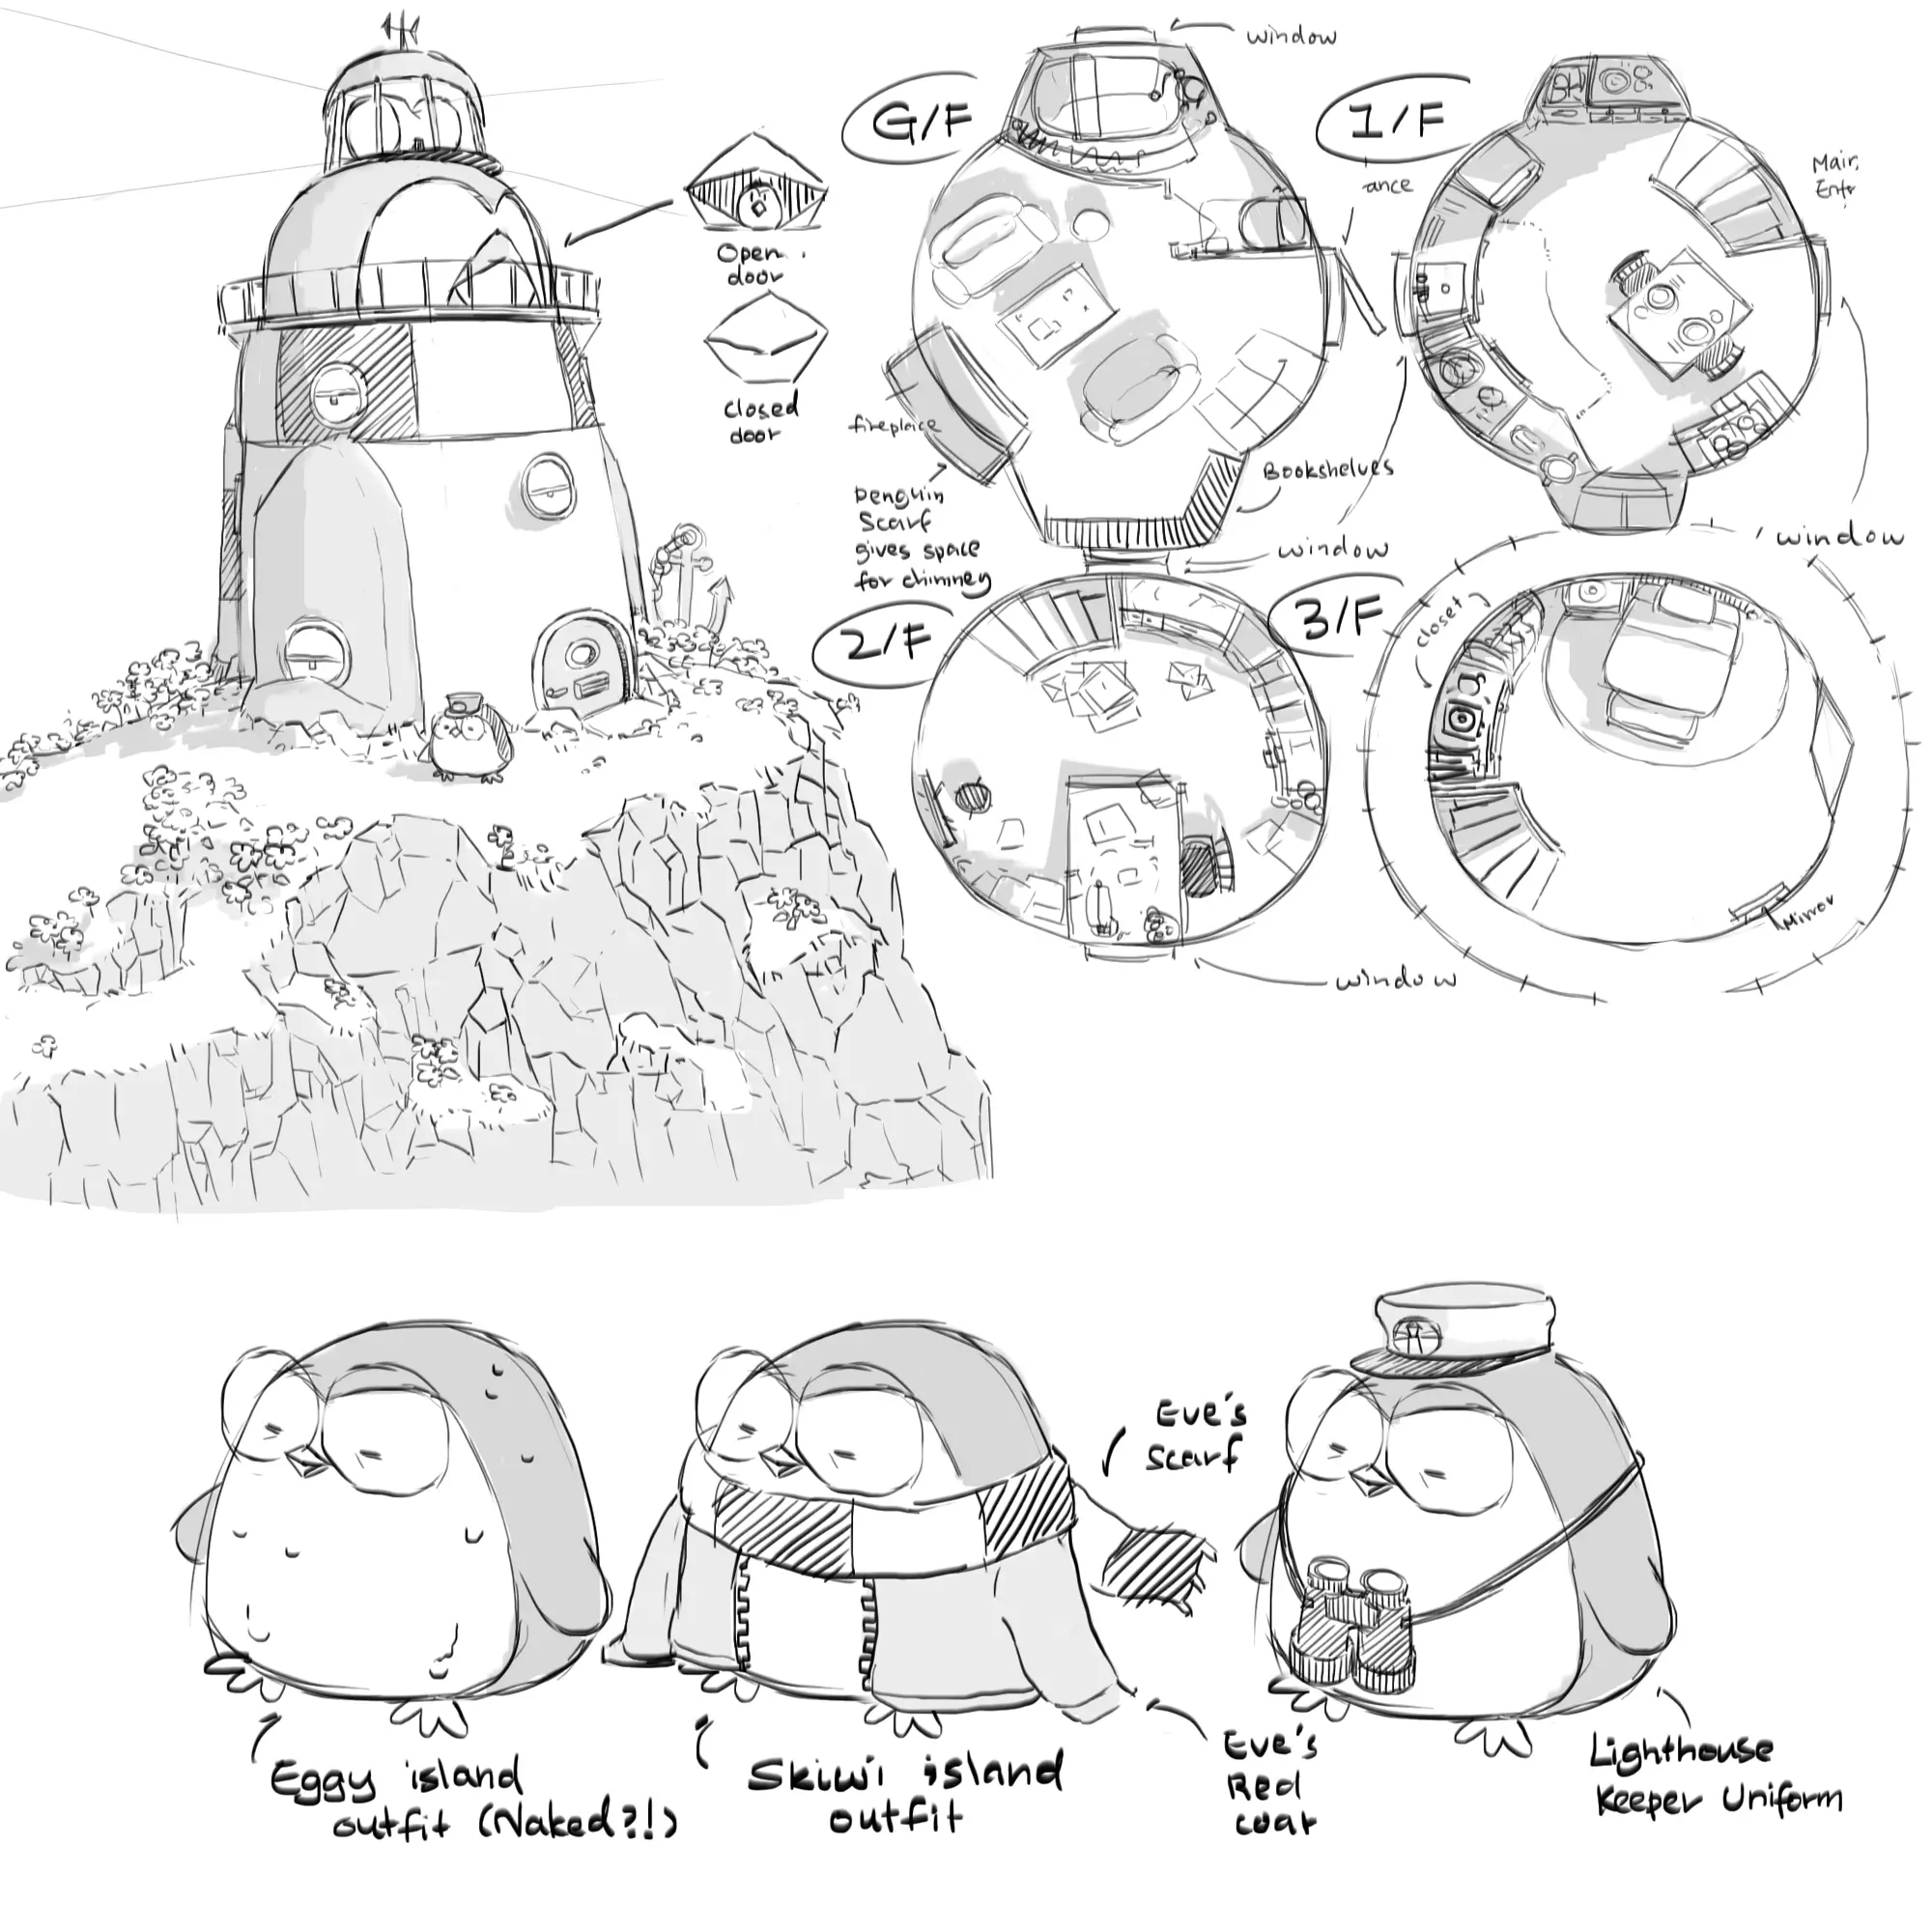 window
G/F
1/F
Main
Entr
ance
Open
door
closed
door
fireplaice
Bookshelves
Penguin
Scarf
gives space
for chimney
window
window
2/F
3/F
closet
Mirror
window
Eve's
scarf
Eggy island
outfit (Naked?!)
Skiwi island
outfit
Eve's
Red
coat
Lighthouse
Keeper Uniform